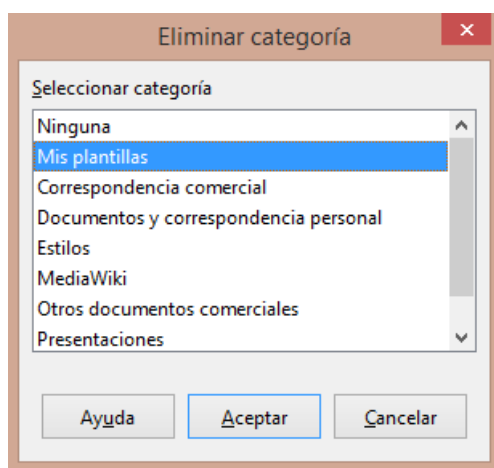 Eliminar categoría
Seleccionar categoría
Ninguna
Mis plantillas
Correspondencia comercial
Documentos y correspondencia personal
Estilos
MediaWiki
Otros documentos comerciales
Presentaciones
Ayuda
Aceptar
Cancelar